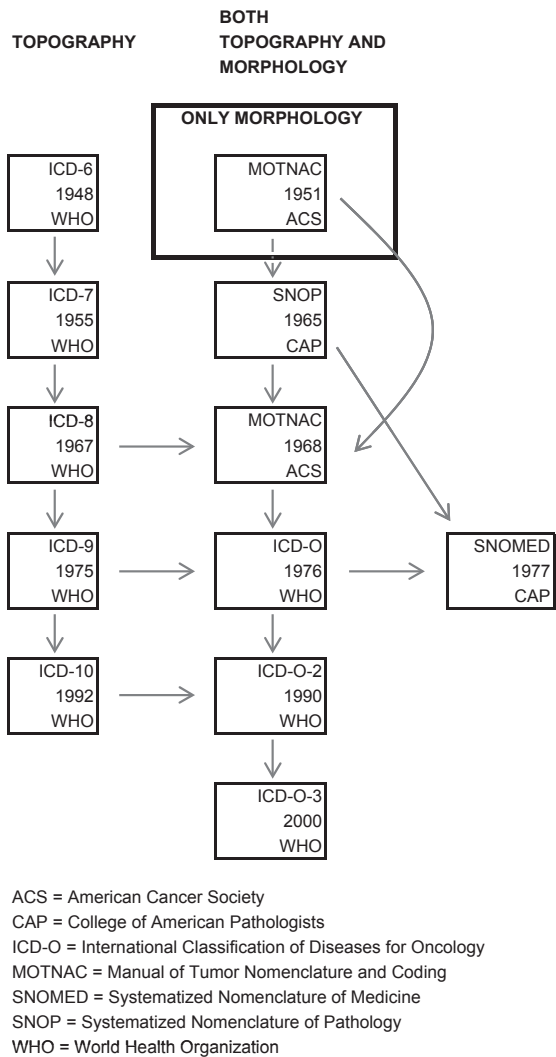 BOTH
TOPOGRAPHY
TOPOGRAPHY AND
MORPHOLOGY
ONLY MORPHOLOGY
ICD-6
1948
WHO
MOTNAC
1951
ACS
ICD-7
1955
WHO
SNOP
1965
CAP
ICD-8
1967
WHO
MOTNAC
1968
ACS
ICD-9
1975
WHO
ICD-O
1976
WHO
SNOMED
1977
CAP
ICD-10
1992
WHO
ICD-O-2
1990
WHO
ICD-O-3
2000
WHO
ACS = American Cancer Society
CAP = College of American Pathologists
ICD-O = International Classification of Diseases for Oncology
MOTNAC = Manual of Tumor Nomenclature and Coding
SNOMED = Systematized Nomenclature of Medicine
SNOP = Systematized Nomenclature of Pathology
WHO = World Health Organization